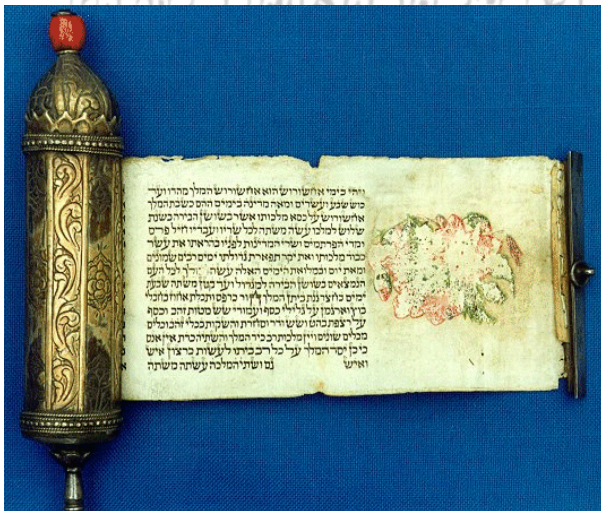 ויהי בימי אחשורוש הוא אחשורוש המלך מהדו ועד
כוש שבע ועשרים ומאה מדינה בימים ההם כשבת המלך
אחשורוש על כסא מלכותו אשר בשושן הבירה בשנת
שלוש למלכו עשה משתה לכל שריו ועבדיו חיל פרס
ומדי הפרתמים ושרי המדינות לפניו בהראתו את עשר
כבוד מלכותו ואת יקר תפארת גדולתו ימים רבים שמונים
ומאת יום ובמלואת הימים האלה עשה המלך לכל העם
הנמצאים בשושן הבירה למגדול ועד קטן משתה שבעת
ימים בחצר גנת ביתן המלך חור כרפס ותכלת אחוז בחבלי
בוץ וארגמן על גלילי כסף ועמודי שש מטות זהב וכסף
על רצפת בהט ושש ודר וסחרת והשקות בכלי זהב וכלים
מכלים שונים ויין מלכות רב כיד המלך והשתיה כדת אין אנס
כי כן יסד המלך על כל רב ביתו לעשות כרצון איש
ואיש גם ושתי המלכה עשתה משתה